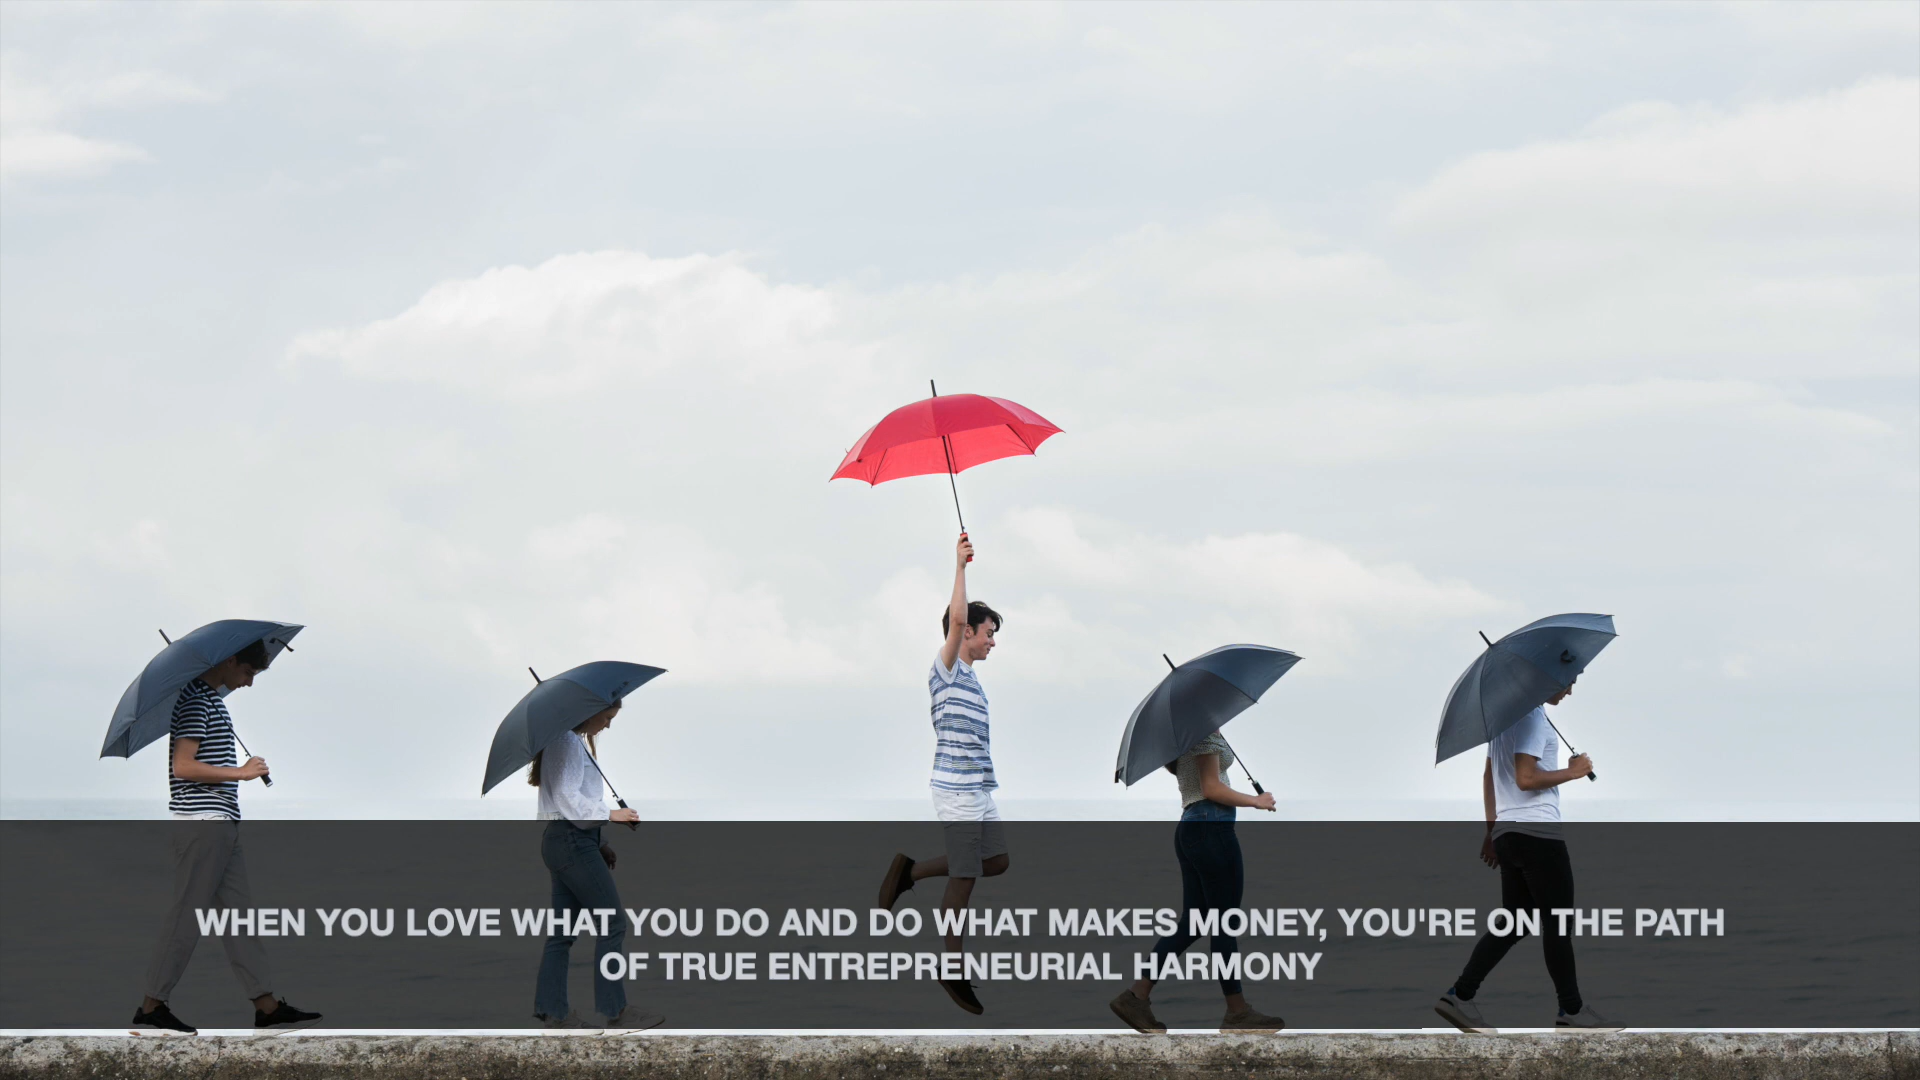 WHEN YOU LOVE WHAT YOU DO AND DO WHAT MAKES MONEY, YOU'RE ON THE PATH
OF TRUE ENTREPRENEURIAL HARMONY